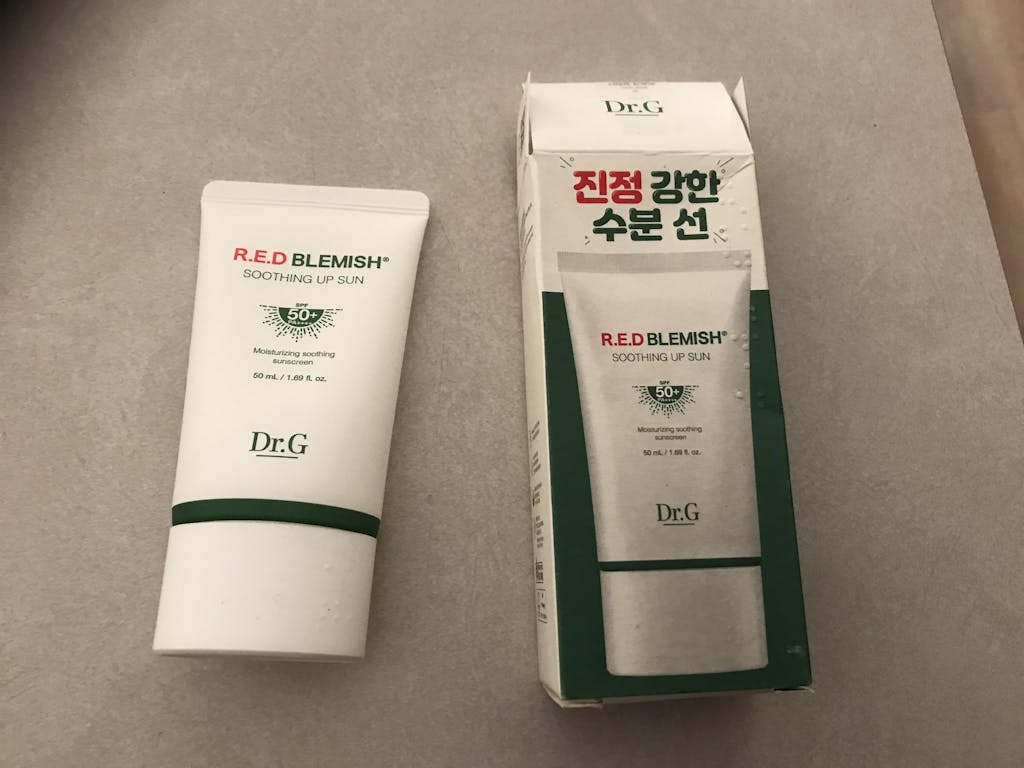 R.E.D BLEMISH®
SOOTHING UP SUN
SPF
50+
PA++++
Moisturizing soothing
sunscreen
50 mL / 1.69 fl. oz.
Dr.G
Dr.G
진정 강한
수분 선
R.E.D BLEMISH®
SOOTHING UP SUN
SPF
50+
PA++++
Moisturizing soothing
sunscreen
50 mL / 1.69 fl. oz.
Dr.G